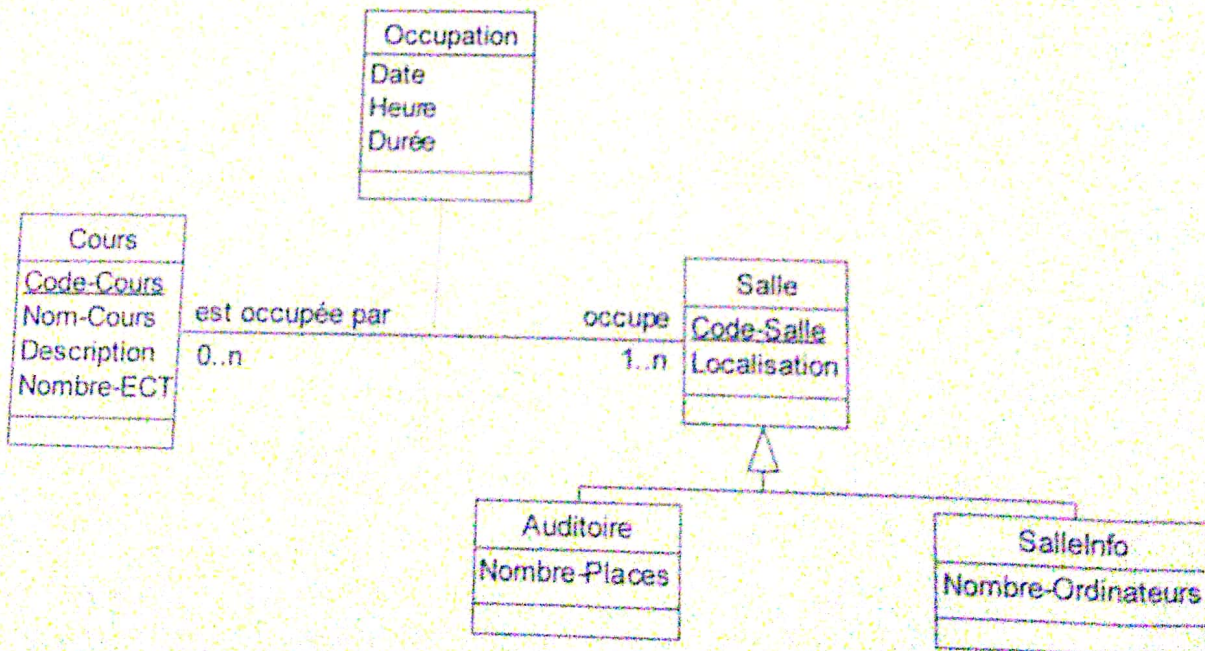 Occupation
Date
Heure
Durée
Cours
Code-Cours
Nom-Cours
Description
Nombre-ECT
est occupée par
0..n
occupe
1..n
Salle
Code-Salle
Localisation
Auditoire
Nombre-Places
SalleInfo
Nombre-Ordinateurs